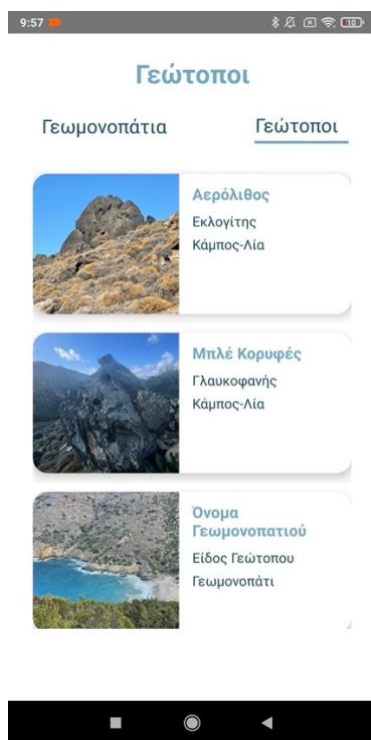 9:57
10
Γεώτοποι
Γεωμονοπάτια
Γεώτοποι
Αερόλιθος
Εκλογίτης
Κάμπος-Λία
Μπλέ Κορυφές
Γλαυκοφανής
Κάμπος-Λία
Όνομα
Γεωμονοπατιού
Είδος Γεώτοπου
Γεωμονοπάτι